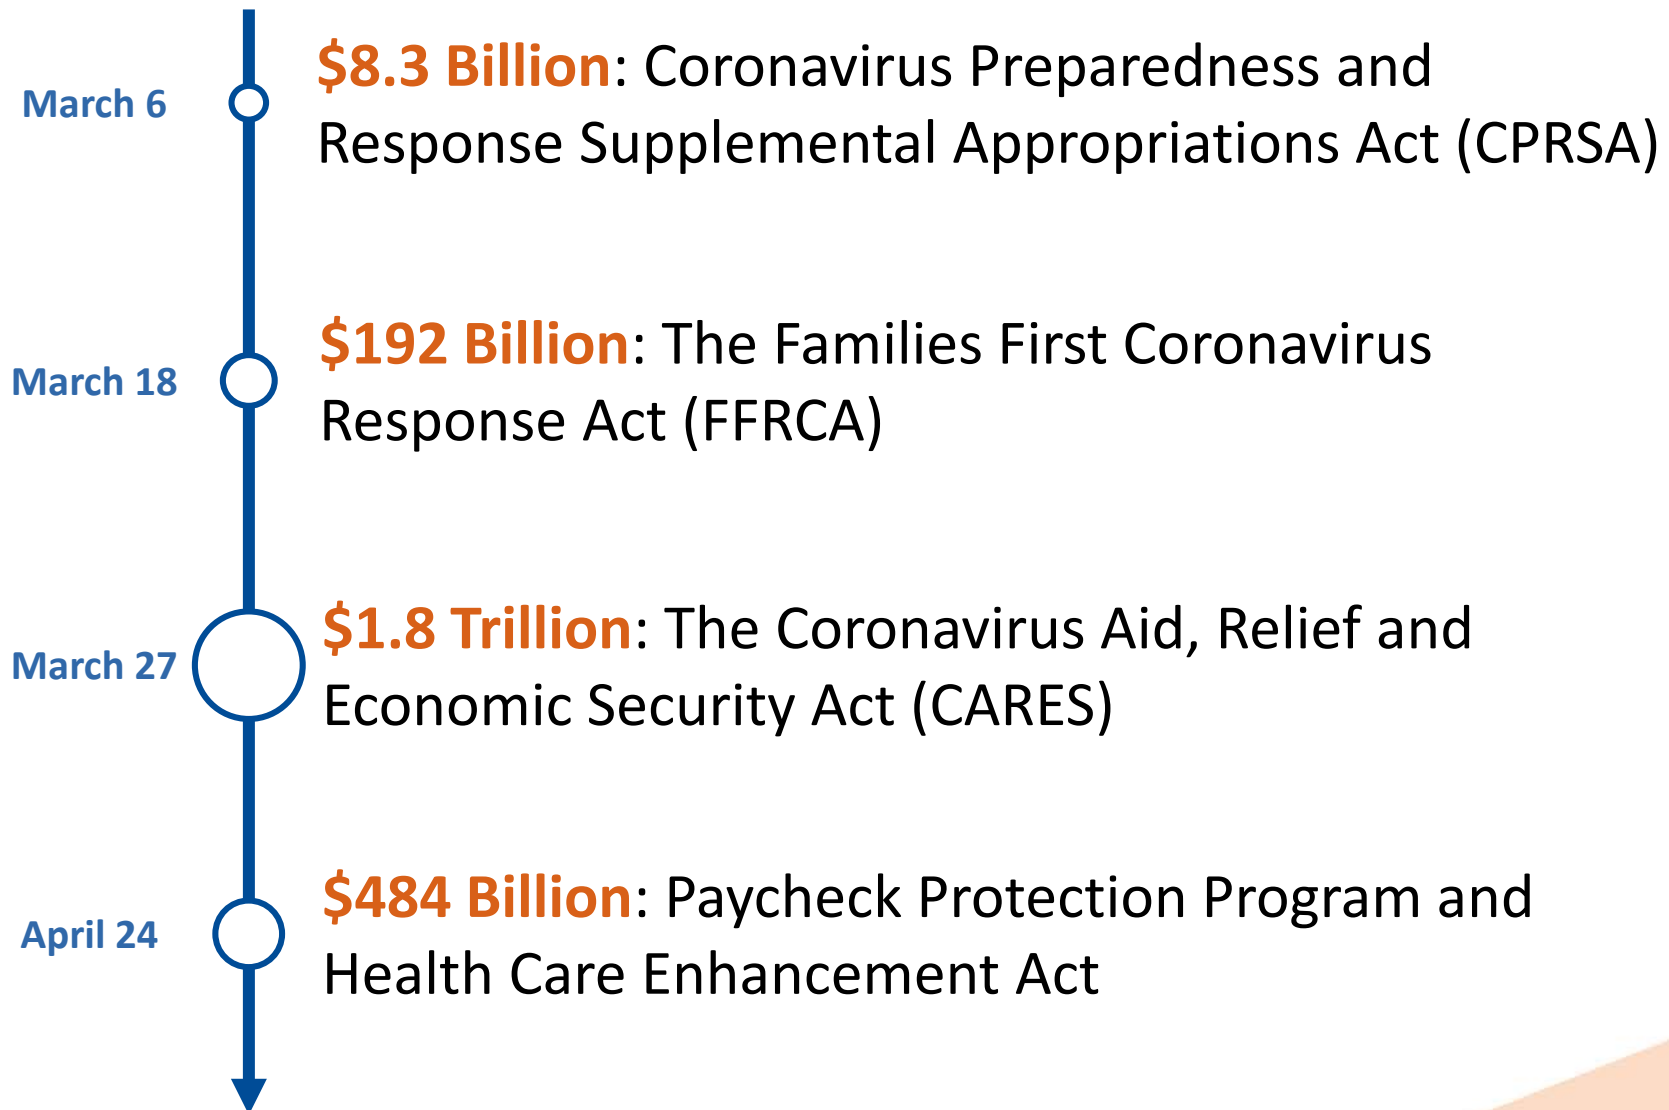 March 6
$8.3 Billion: Coronavirus Preparedness and
Response Supplemental Appropriations Act (CPRSA)
March 18
$192 Billion: The Families First Coronavirus
Response Act (FFRCA)
March 27
$1.8 Trillion: The Coronavirus Aid, Relief and
Economic Security Act (CARES)
April 24
$484 Billion: Paycheck Protection Program and
Health Care Enhancement Act